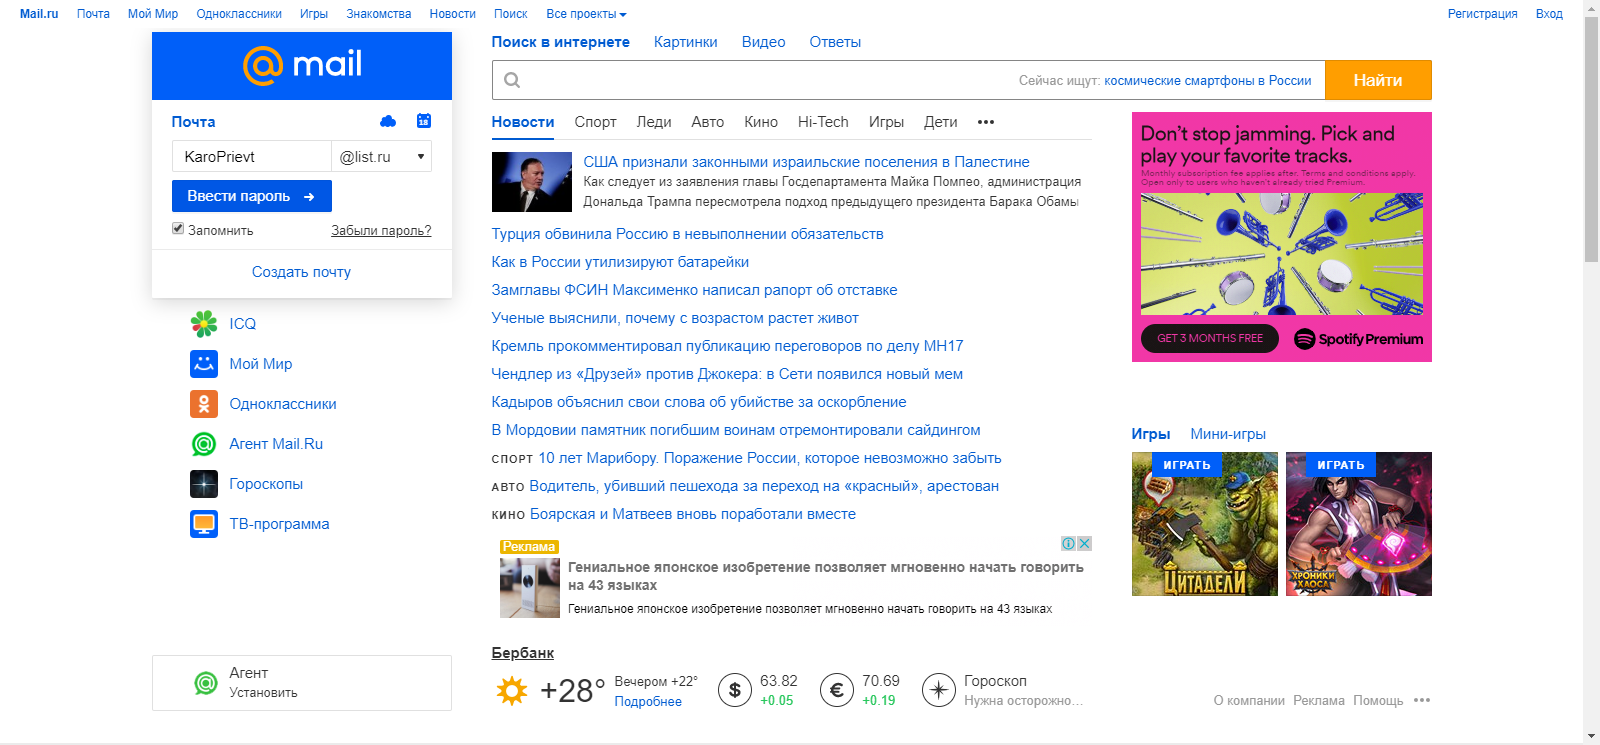 Mail.ru Почта Мой Мир Одноклассники Игры Знакомства Новости Поиск Все проекты Регистрация Вход
mail
Почта
18
KaroPrievt @list.ru
Ввести пароль
Запомнить Забыли пароль?
Создать почту
ICQ
Мой Мир
Одноклассники
Агент Mail.Ru
Гороскопы
ТВ-программа
Агент
Установить
Поиск в интернете Картинки Видео Ответы
Сейчас ищут: космические смартфоны в России Найти
Новости Спорт Леди Авто Кино Hi-Tech Игры Дети •••
США признали законными израильские поселения в Палестине
Как следует из заявления главы Госдепартамента Майка Помпео, администрация
Дональда Трампа пересмотрела подход предыдущего президента Барака Обамы
Турция обвинила Россию в невыполнении обязательств
Как в России утилизируют батарейки
Замглавы ФСИН Максименко написал рапорт об отставке
Ученые выяснили, почему с возрастом растет живот
Кремль прокомментировал публикацию переговоров по делу MH17
Чендлер из «Друзей» против Джокера: в Сети появился новый мем
Кадыров объяснил свои слова об убийстве за оскорбление
В Мордовии памятник погибшим воинам отремонтировали сайдингом
СПОРТ 10 лет Марибору. Поражение России, которое невозможно забыть
АВТО Водитель, убивший пешехода за переход на «красный», арестован
КИНО Боярская и Матвеев вновь поработали вместе
Реклама
Гениальное японское изобретение позволяет мгновенно начать говорить
на 43 языках
Гениальное японское изобретение позволяет мгновенно начать говорить на 43 языках
Бербанк
+28° Вечером +22°
Подробнее
$ 63.82
+0.05
€ 70.69
+0.19
Гороскоп
Нужна осторожно...
Don't stop jamming. Pick and
play your favorite tracks.
Monthly subscription fee applies after. Terms and conditions apply.
Open only to users who haven't already tried Premium.
GET 3 MONTHS FREE Spotify Premium
Игры Мини-игры
ИГРАТЬ ИГРАТЬ
ЦИТАДЕЛИ
ХРОНИКИ
ХАОСА
О компании Реклама Помощь •••